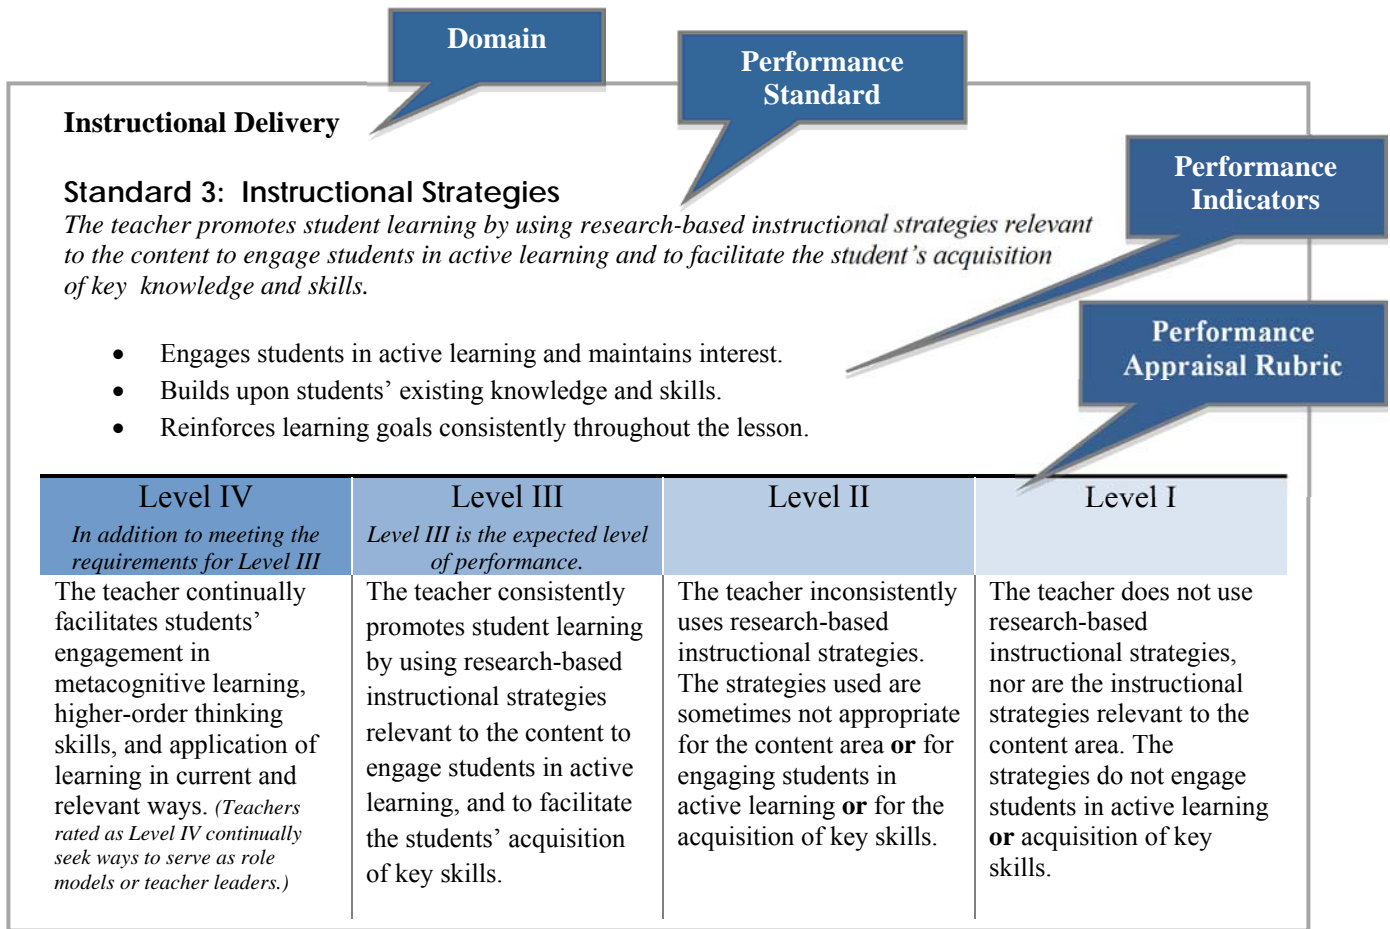 Domain
Performance
Standard
Instructional Delivery
Performance
Indicators
Standard 3:  Instructional Strategies
The teacher promotes student learning by using research-based instructional strategies relevant
to the content to engage students in active learning and to facilitate the student’s acquisition
of key  knowledge and skills.
Performance
Appraisal Rubric
• Engages students in active learning and maintains interest.
• Builds upon students’ existing knowledge and skills.
• Reinforces learning goals consistently throughout the lesson.
Level IV
In addition to meeting the
requirements for Level III
Level III
Level III is the expected level
of performance.
Level II
Level I
The teacher continually
facilitates students’
engagement in
metacognitive learning,
higher-order thinking
skills, and application of
learning in current and
relevant ways. (Teachers
rated as Level IV continually
seek ways to serve as role
models or teacher leaders.)
The teacher consistently
promotes student learning
by using research-based
instructional strategies
relevant to the content to
engage students in active
learning, and to facilitate
the students’ acquisition
of key skills.
The teacher inconsistently
uses research-based
instructional strategies.
The strategies used are
sometimes not appropriate
for the content area or for
engaging students in
active learning or for the
acquisition of key skills.
The teacher does not use
research-based
instructional strategies,
nor are the instructional
strategies relevant to the
content area. The
strategies do not engage
students in active learning
or acquisition of key
skills.